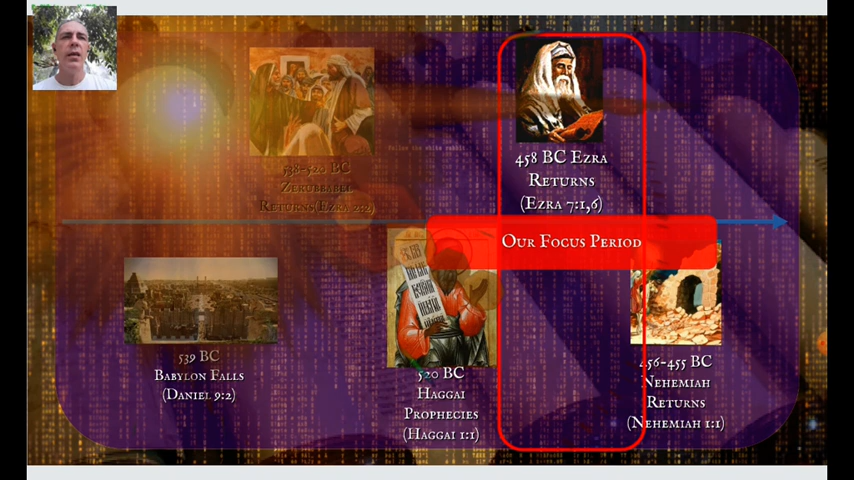 538-520 BC
Zerubbabel
Returns(Ezra 2:2)
458 BC Ezra
Returns
(Ezra 7:1,6)
Our Focus Period
539 BC
Babylon Falls
(Daniel 9:2)
520 BC
Haggai
Prophecies
(Haggai 1:1)
456-455 BC
Nehemiah
Returns
(Nehemiah 1:1)